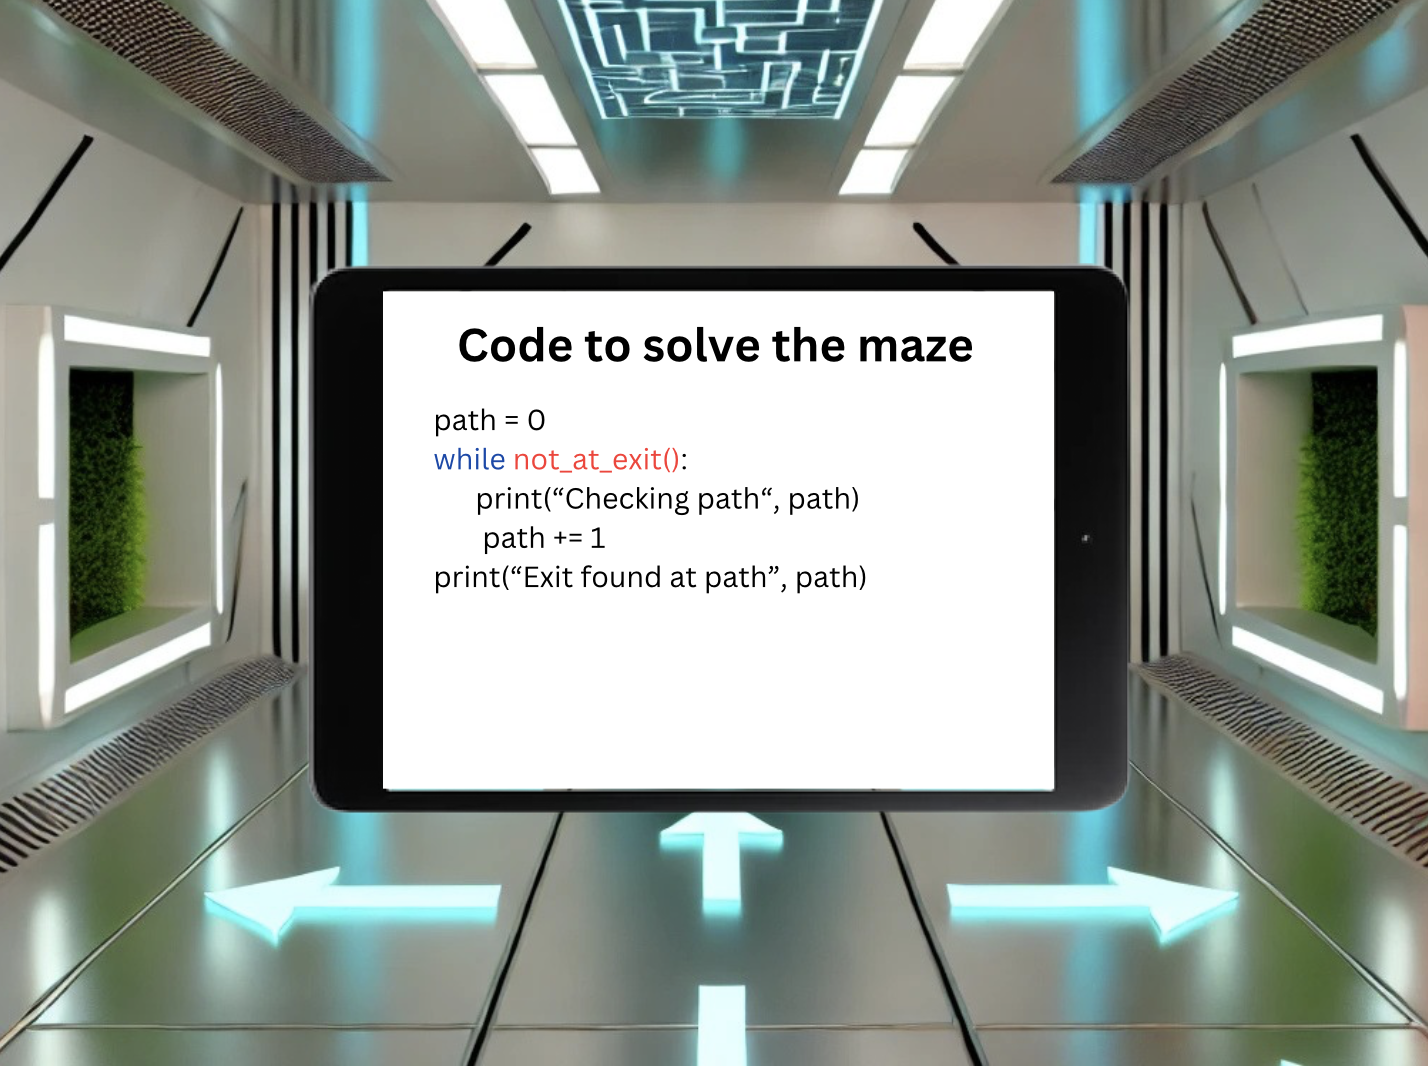 Code to solve the maze
path = 0
while not_at_exit():
print(“Checking path“, path)
path += 1
print(“Exit found at path”, path)